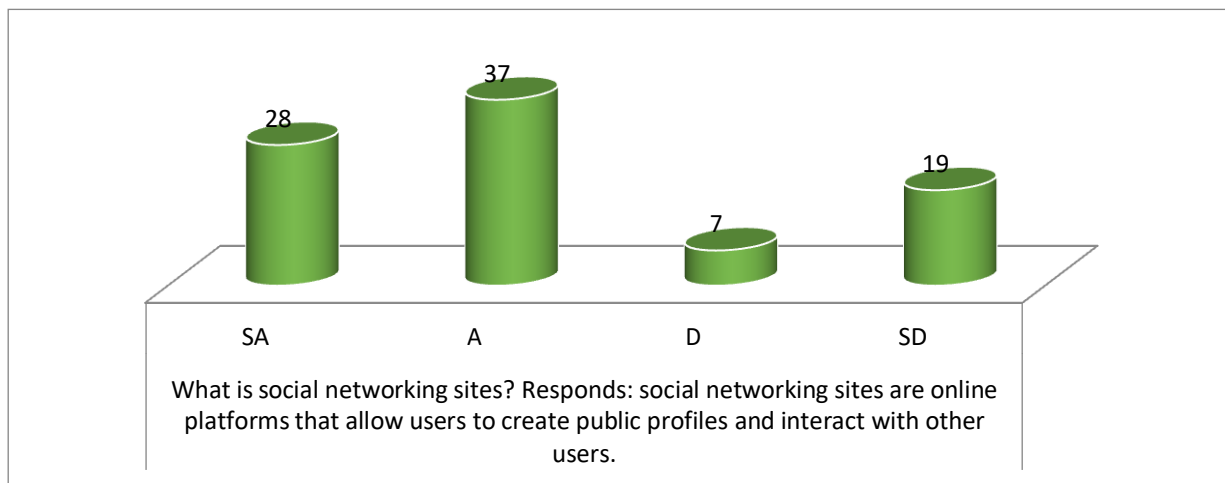 28
37
7
19
SA A D SD
What is social networking sites? Responds: social networking sites are online
platforms that allow users to create public profiles and interact with other
users.